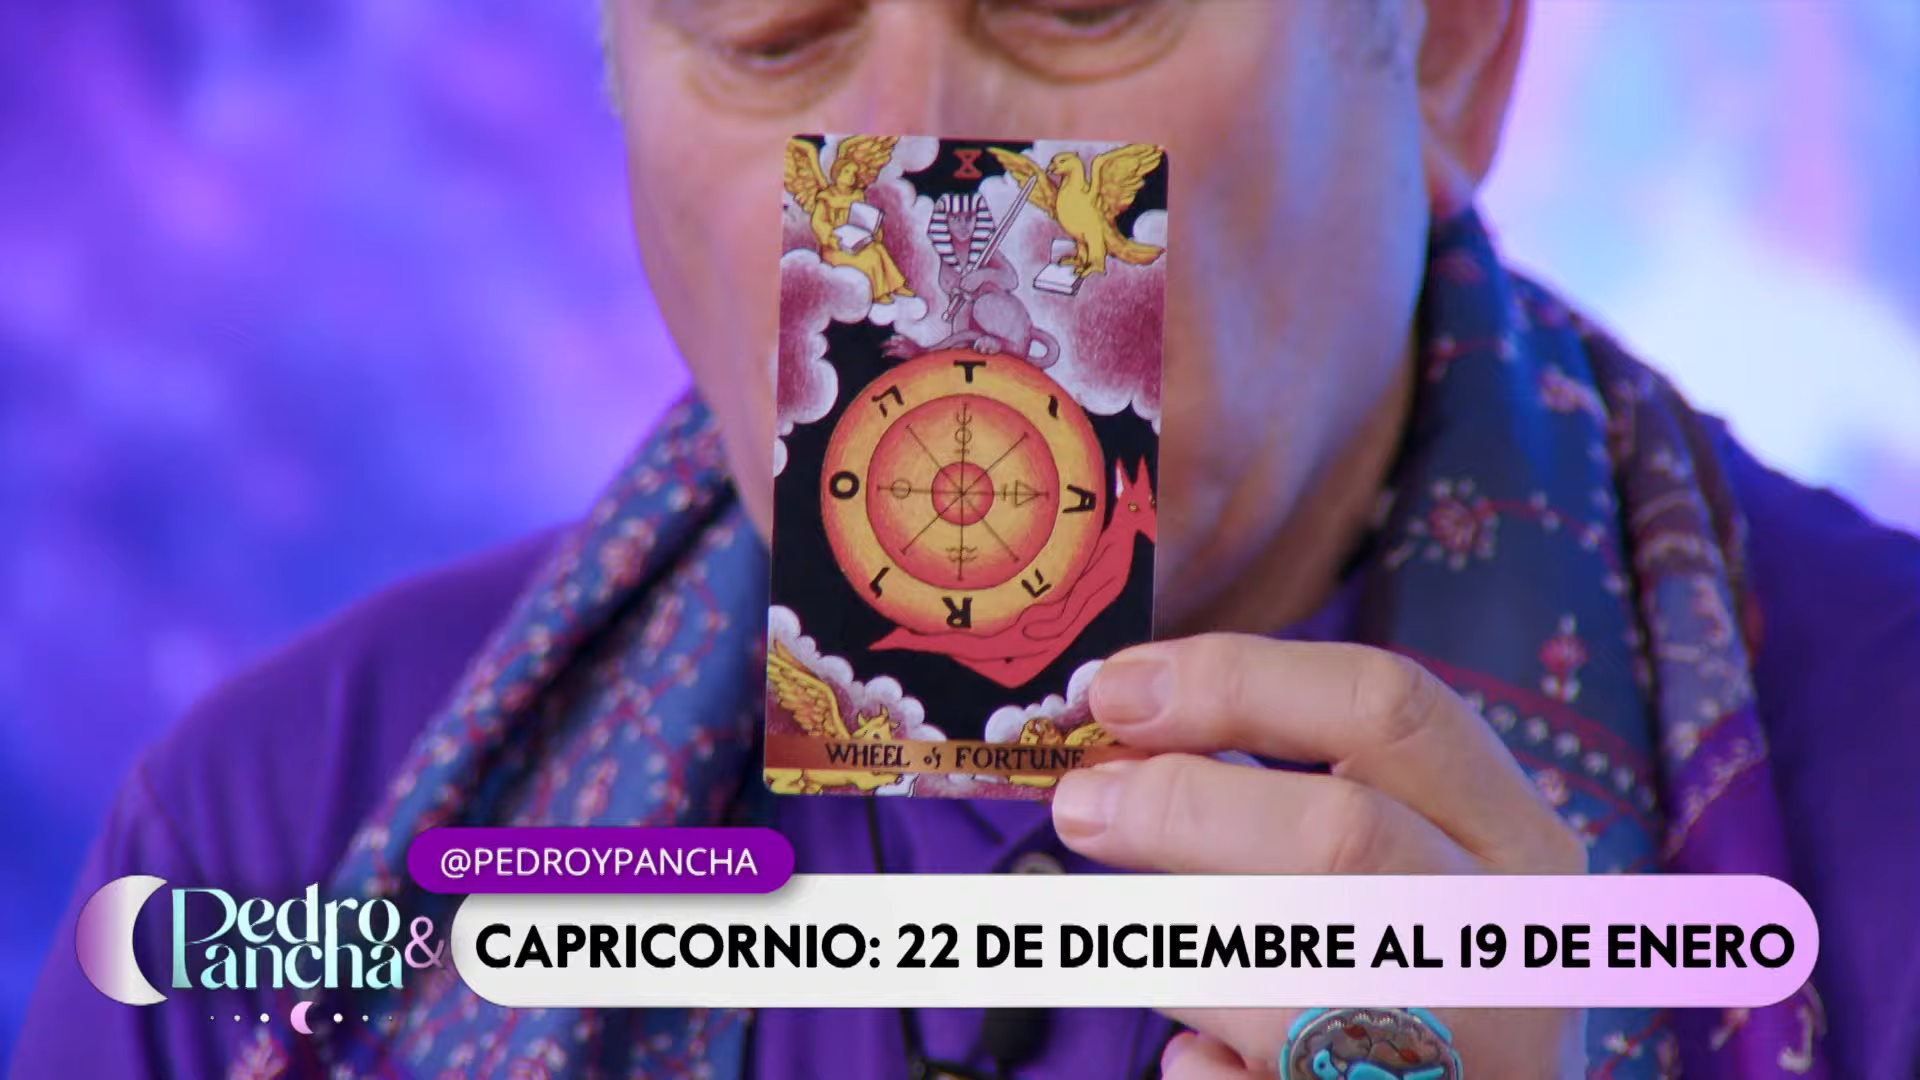 X
T
ה
י
O
A
ו
ה
R
WHEEL of FORTUNE
@PEDROYPANCHA
Pedro
& Pancha
CAPRICORNIO: 22 DE DICIEMBRE AL 19 DE ENERO